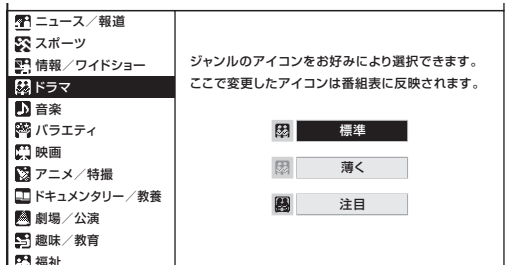 ニュース／報道
スポーツ
情報／ワイドショー
ドラマ
音楽
バラエティ
映画
アニメ／特撮
ドキュメンタリー／教養
劇場／公演
趣味／教育
福祉
ジャンルのアイコンをお好みにより選択できます。
ここで変更したアイコンは番組表に反映されます。
標準
薄く
注目